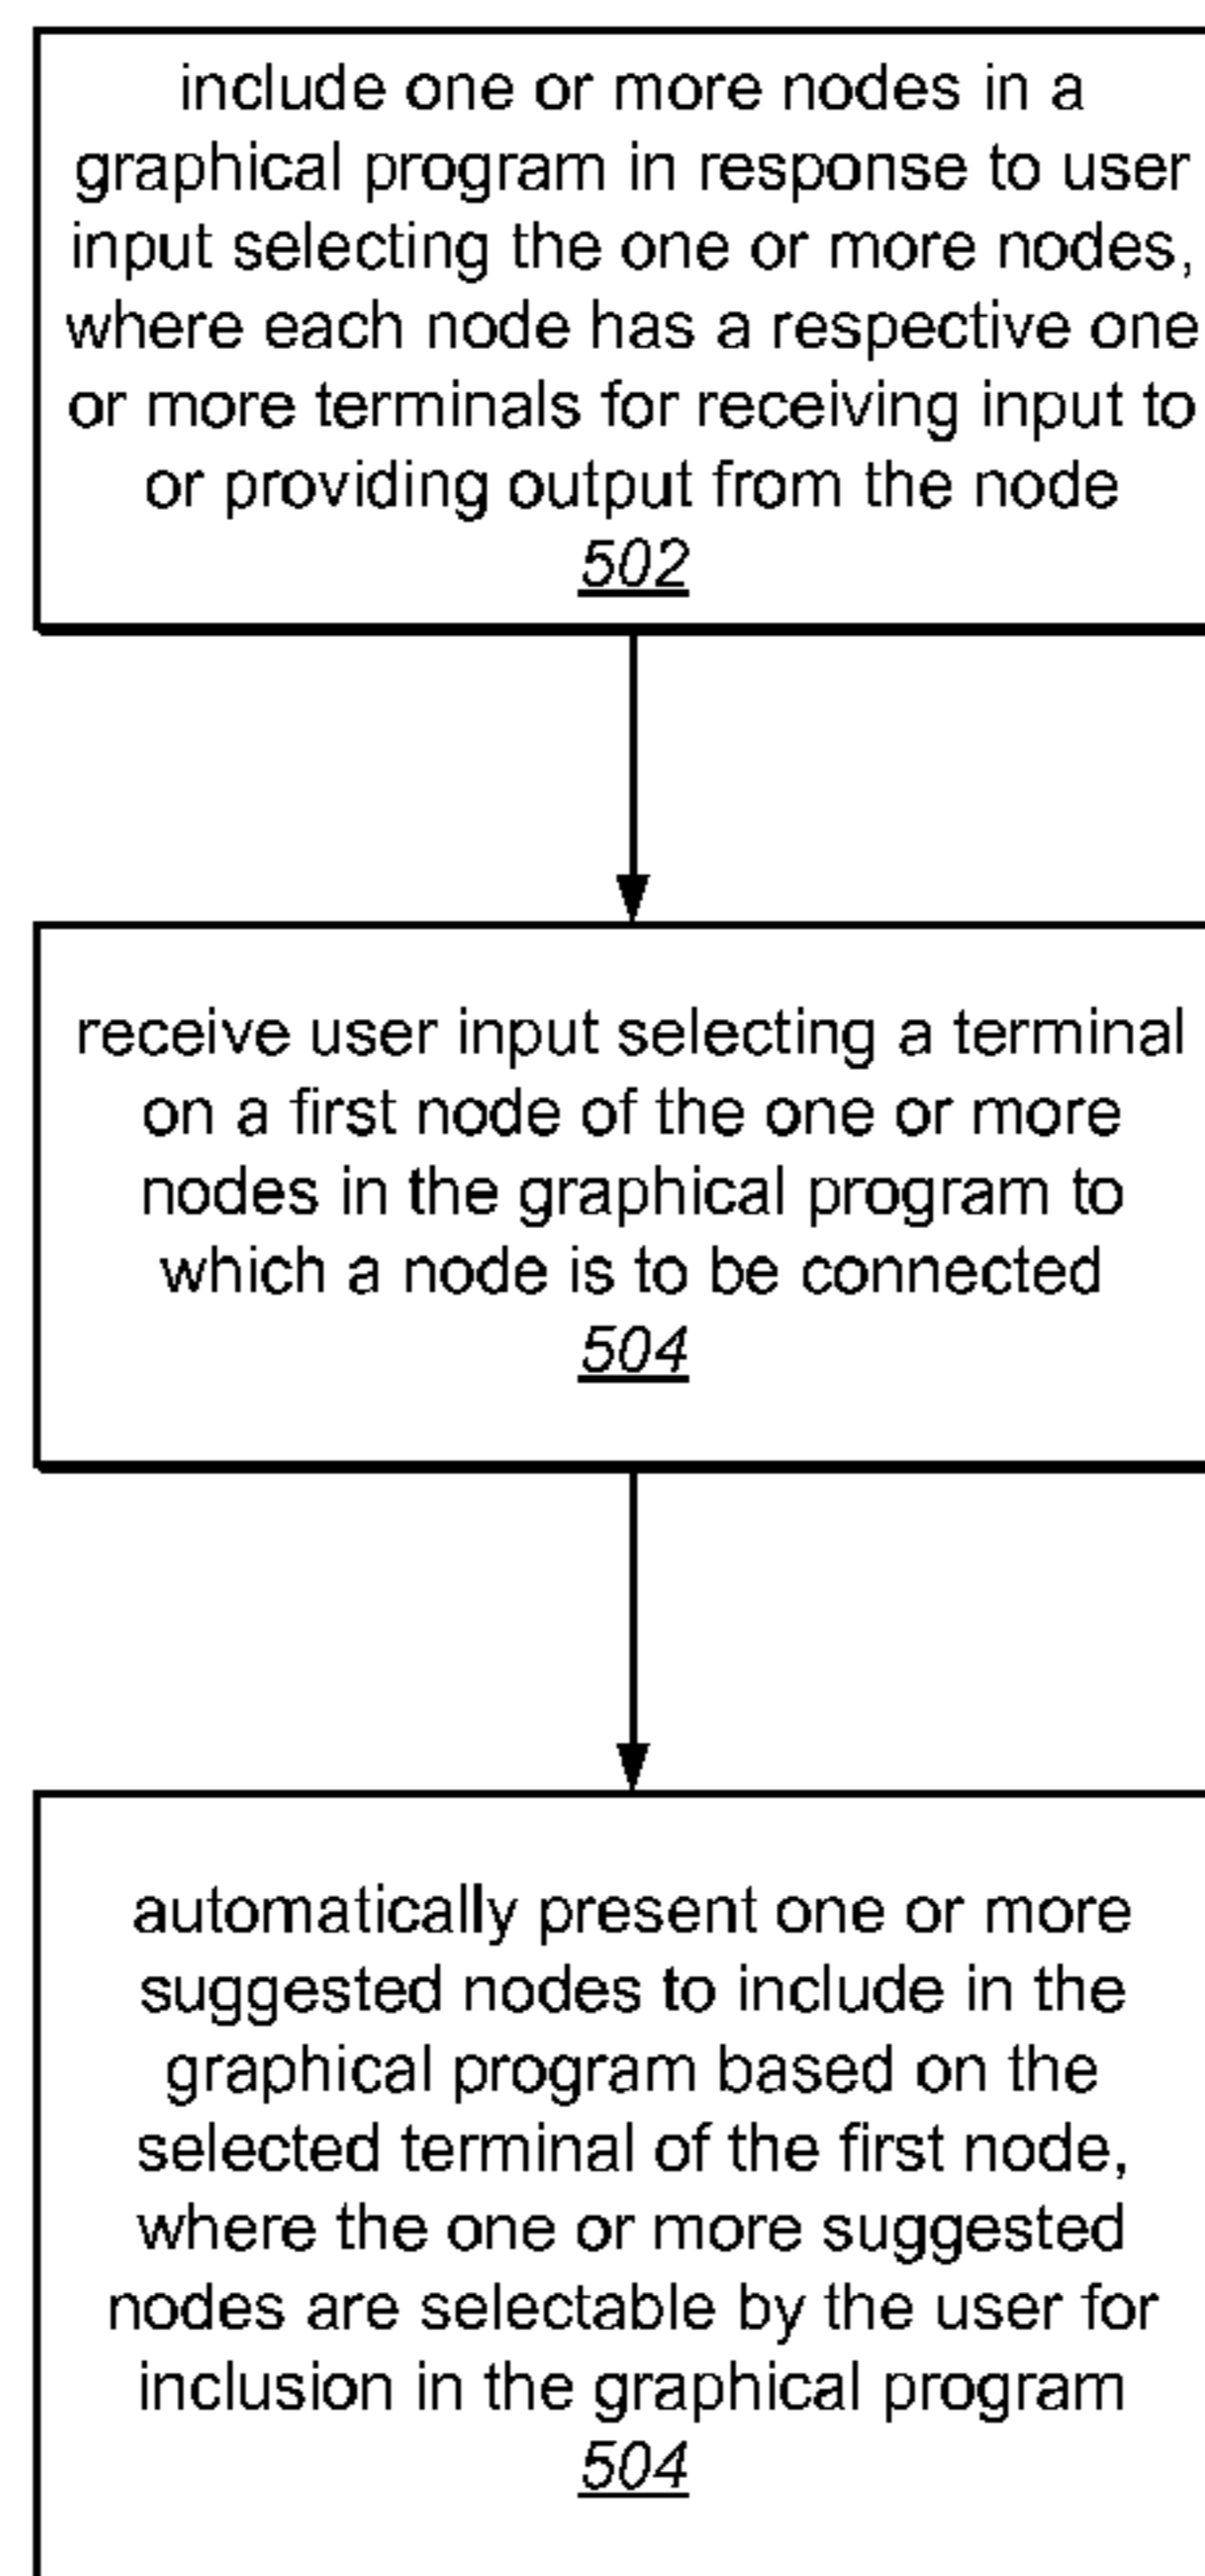 include one or more nodes in a
graphical program in response to user
input selecting the one or more nodes,
where each node has a respective one
or more terminals for receiving input to
or providing output from the node
502
receive user input selecting a terminal
on a first node of the one or more
nodes in the graphical program to
which a node is to be connected
504
automatically present one or more
suggested nodes to include in the
graphical program based on the
selected terminal of the first node,
where the one or more suggested
nodes are selectable by the user for
inclusion in the graphical program
504